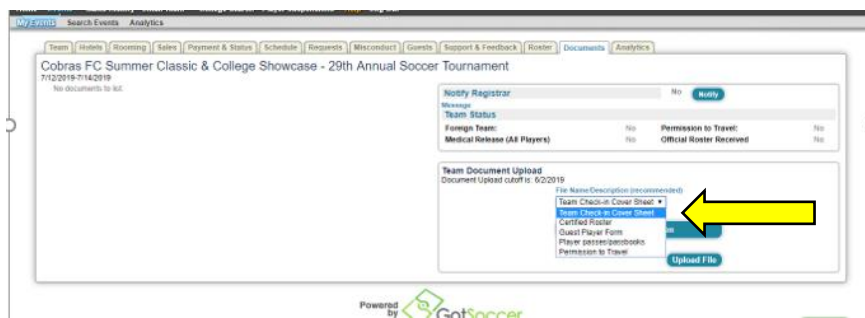 My Events Search Events Analytics
Team Hotels Rooming Sales Payment & Status Schedule Requests Misconduct Guests Support & Feedback Roster Documents Analytics
Cobras FC Summer Classic & College Showcase - 29th Annual Soccer Tournament
7/12/2019-7/14/2019
No documents to list.
Notify Registrar No Notify
Message
Team Status
Foreign Team: No Permission to Travel: No
Medical Release (All Players) No Official Roster Received No
Team Document Upload
Document Upload cutoff is: 6/2/2019
File Name/Description (recommended)
Team Check-in Cover Sheet
Team Check-in Cover Sheet
Certified Roster
Guest Player Form
Player passes/passbooks
Permission to Travel
Upload File
Powered
by
GotSoccer